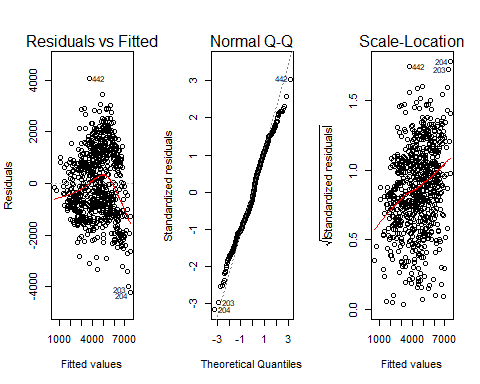 Residuals vs Fitted
Residuals
4000
2000
0
-2000
-4000
442
203
204
1000 4000 7000
Fitted values
Normal Q-Q
Standardized residuals
3
2
1
0
-1
-2
-3
442
203
204
-3 -1 1 3
Theoretical Quantiles
Scale-Location
√|Standardized residuals|
1.5
1.0
0.5
0.0
442
204
203
1000 4000 7000
Fitted values